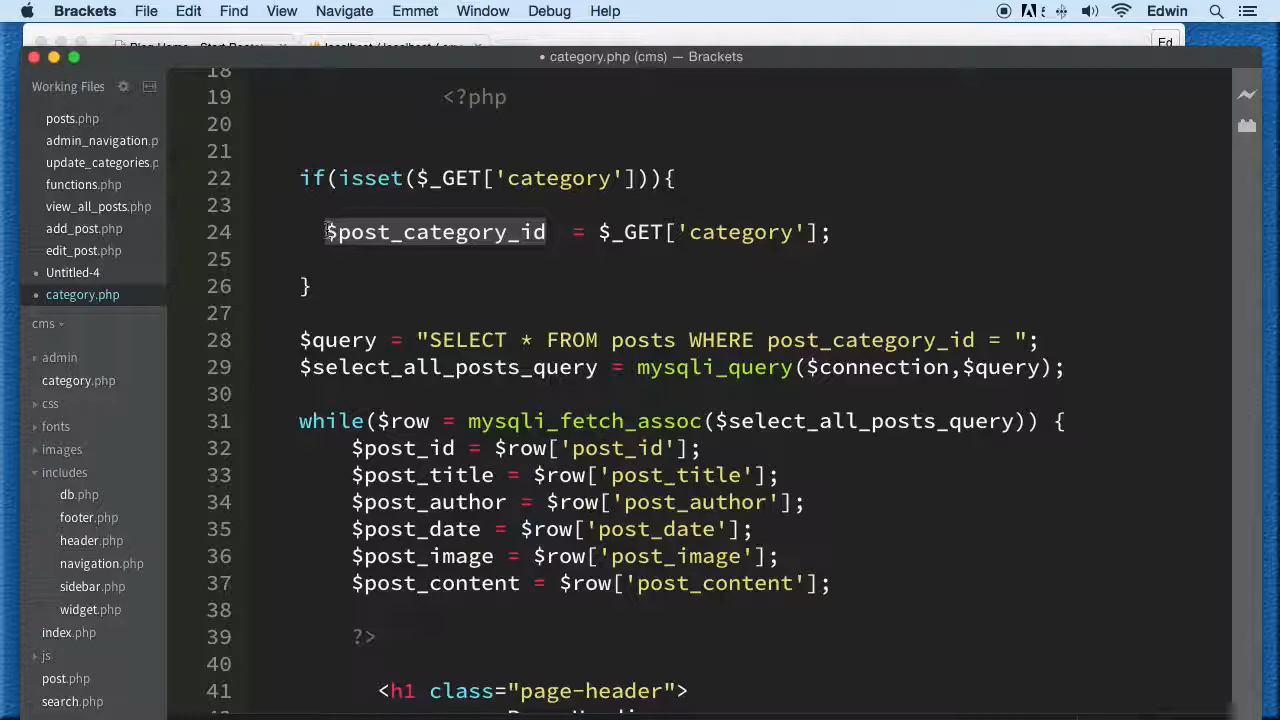 Brackets File Edit Find View Navigate Emmet Window Debug Help Edwin
Ed
• category.php (cms) — Brackets
Working Files
posts.php
admin_navigation.p
update_categories.p
functions.php
view_all_posts.php
add_post.php
edit_post.php
Untitled-4
category.php
cms
admin
category.php
css
fonts
images
includes
db.php
footer.php
header.php
navigation.php
sidebar.php
widget.php
index.php
js
post.php
search.php
18
19 <?php
20
21
22 if(isset($_GET['category'])){
23
24 $post_category_id = $_GET['category'];
25
26 }
27
28 $query = "SELECT * FROM posts WHERE post_category_id = ";
29 $select_all_posts_query = mysqli_query($connection,$query);
30
31 while($row = mysqli_fetch_assoc($select_all_posts_query)) {
32 $post_id = $row['post_id'];
33 $post_title = $row['post_title'];
34 $post_author = $row['post_author'];
35 $post_date = $row['post_date'];
36 $post_image = $row['post_image'];
37 $post_content = $row['post_content'];
38
39 ?>
40
41 <h1 class="page-header">